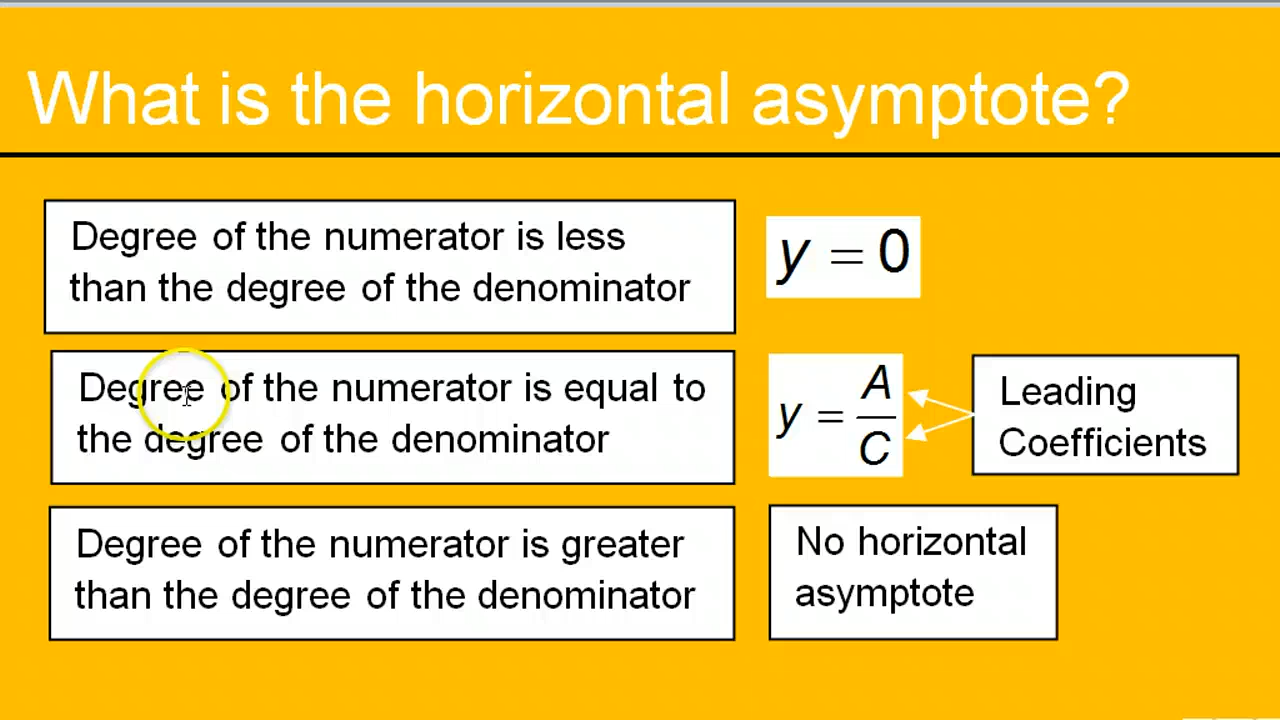 What is the horizontal asymptote?
Degree of the numerator is less
than the degree of the denominator
y = 0
Degree of the numerator is equal to
the degree of the denominator
y = A/C
Leading
Coefficients
Degree of the numerator is greater
than the degree of the denominator
No horizontal
asymptote